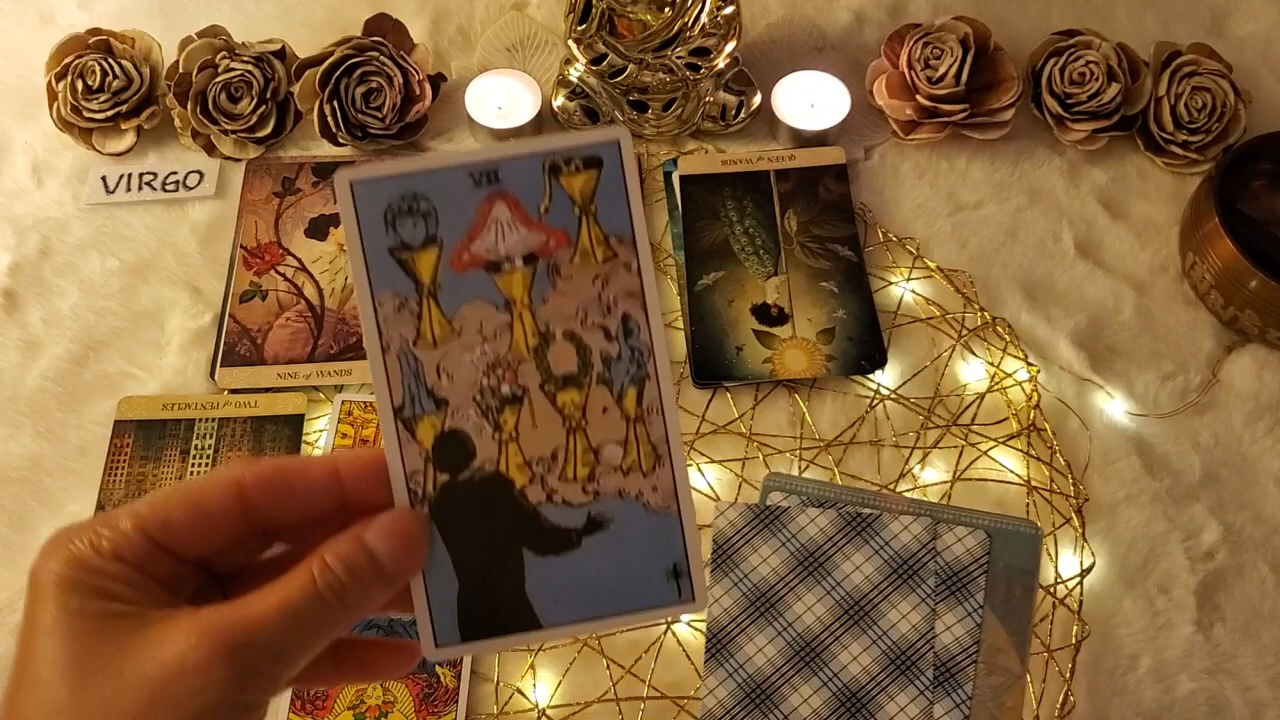 VIRGO
VII
QUEEN of WANDS
NINE of WANDS
TWO of PENTACLES